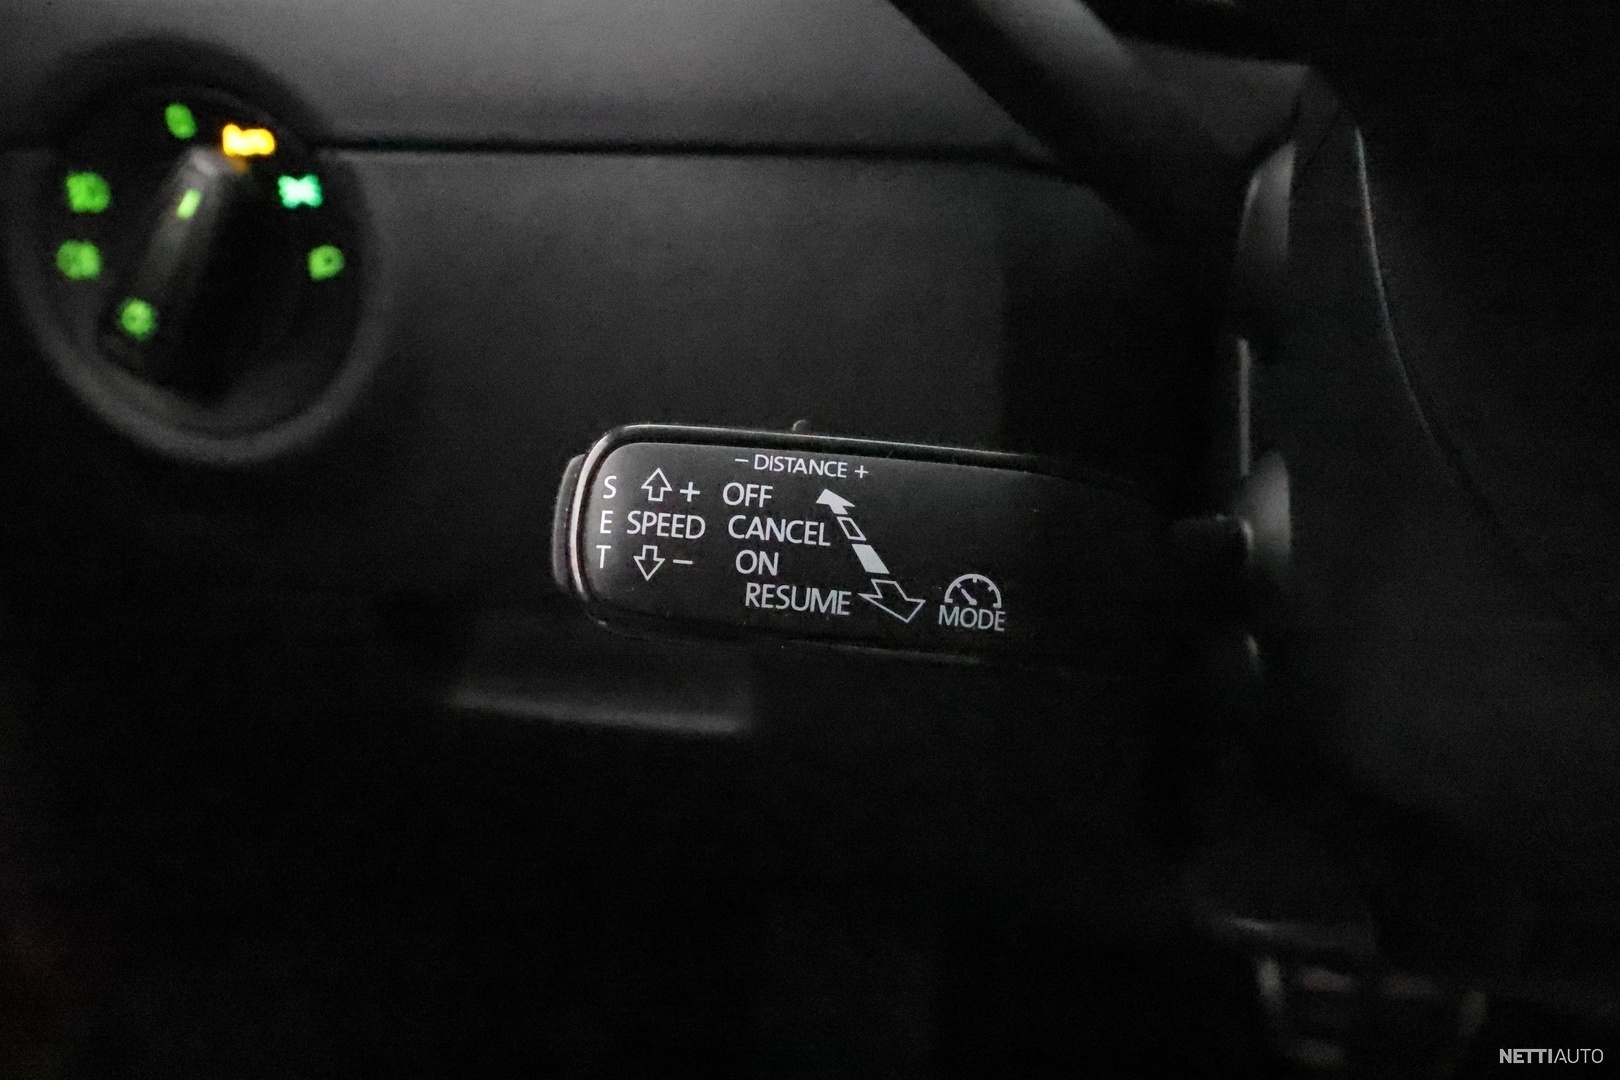 − DISTANCE +
S + OFF
E SPEED CANCEL
T − ON
RESUME
MODE
NETTIAUTO